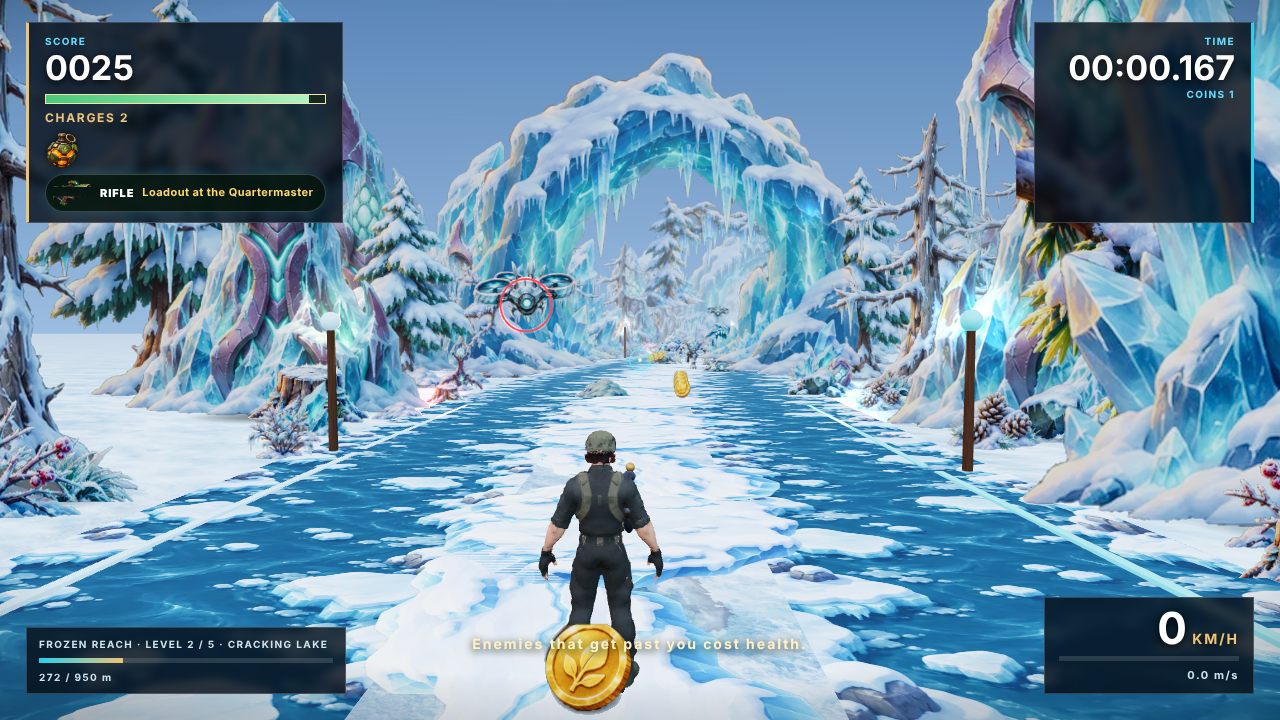 SCORE
0025
CHARGES 2
RIFLE Loadout at the Quartermaster
TIME
00:00.167
COINS 1
Enemies that get past you cost health.
FROZEN REACH · LEVEL 2 / 5 · CRACKING LAKE
272 / 950 m
0 KM/H
0.0 m/s